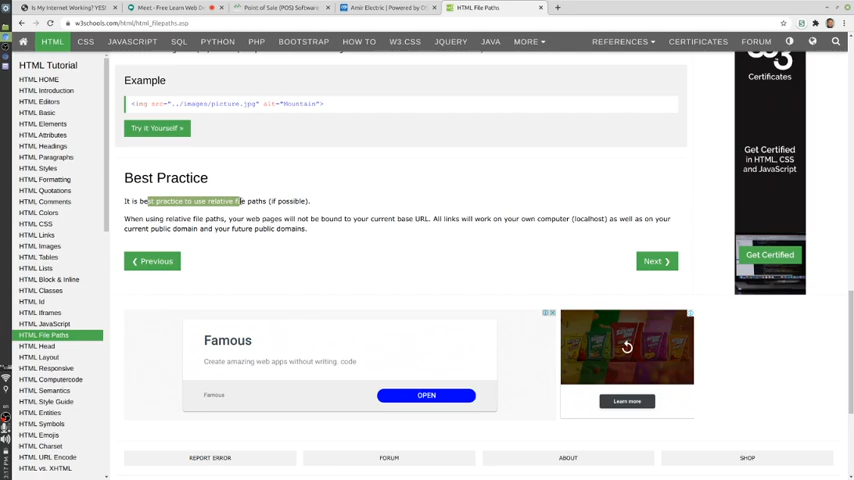 Is My Internet Working? YES!
Meet - Free Learn Web De
Point of Sale (POS) Software
Amir Electric | Powered by O
HTML File Paths
w3schools.com/html/html_filepaths.asp
HTML CSS JAVASCRIPT SQL PYTHON PHP BOOTSTRAP HOW TO W3.CSS JQUERY JAVA MORE REFERENCES CERTIFICATES FORUM
HTML Tutorial
HTML HOME
HTML Introduction
HTML Editors
HTML Basic
HTML Elements
HTML Attributes
HTML Headings
HTML Paragraphs
HTML Styles
HTML Formatting
HTML Quotations
HTML Comments
HTML Colors
HTML CSS
HTML Links
HTML Images
HTML Tables
HTML Lists
HTML Block & Inline
HTML Classes
HTML Id
HTML Iframes
HTML JavaScript
HTML File Paths
HTML Head
HTML Layout
HTML Responsive
HTML Computercode
HTML Semantics
HTML Style Guide
HTML Entities
HTML Symbols
HTML Emojis
HTML Charset
HTML URL Encode
HTML vs. XHTML
Example
<img src="../images/picture.jpg" alt="Mountain">
Try it Yourself >
Best Practice
It is best practice to use relative file paths (if possible).
When using relative file paths, your web pages will not be bound to your current base URL. All links will work on your own computer (localhost) as well as on your
current public domain and your future public domains.
❮ Previous
Next ❯
Famous
Create amazing web apps without writing. code
Famous
OPEN
Learn more
REPORT ERROR
FORUM
ABOUT
SHOP
Certificates
Get Certified
in HTML, CSS
and JavaScript
Get Certified
3:17 PM